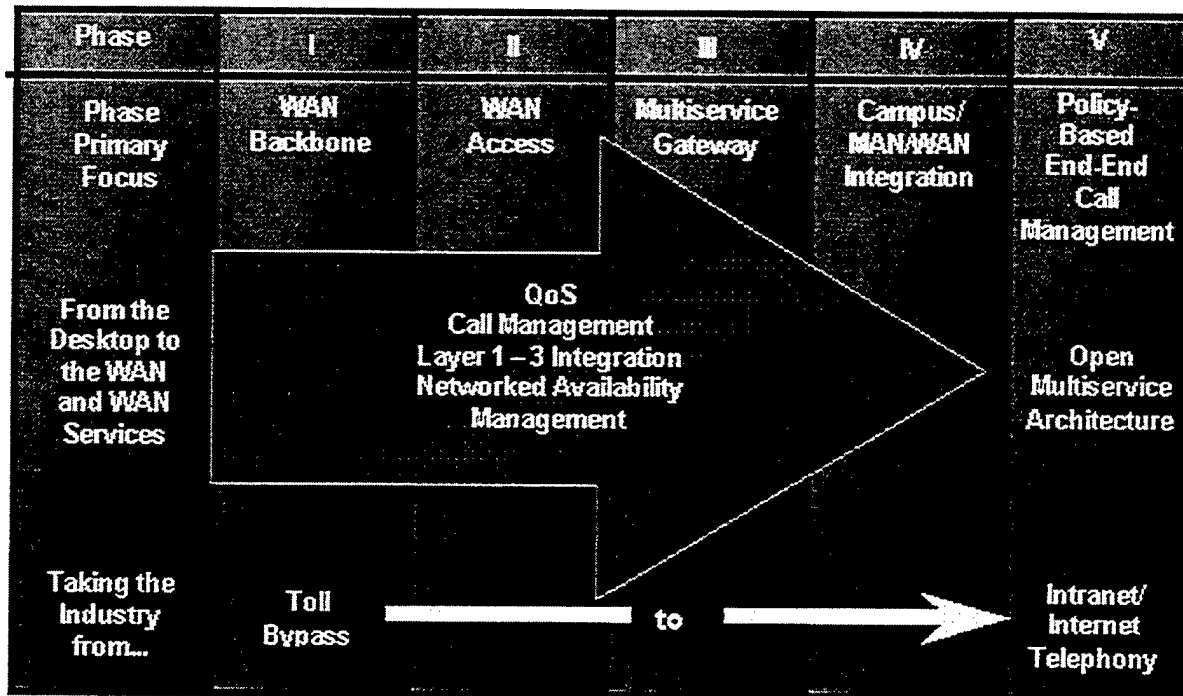 Phase
I
II
III
IV
V
Phase
Primary
Focus
WAN
Backbone
WAN
Access
Multiservice
Gateway
Campus/
MAN/WAN
Integration
Policy-
Based
End-End
Call
Management
From the
Desktop to
the WAN
and WAN
Services
QoS
Call Management
Layer 1 – 3 Integration
Networked Availability
Management
Open
Multiservice
Architecture
Taking the
Industry
from...
Toll
Bypass
to
Intranet/
Internet
Telephony